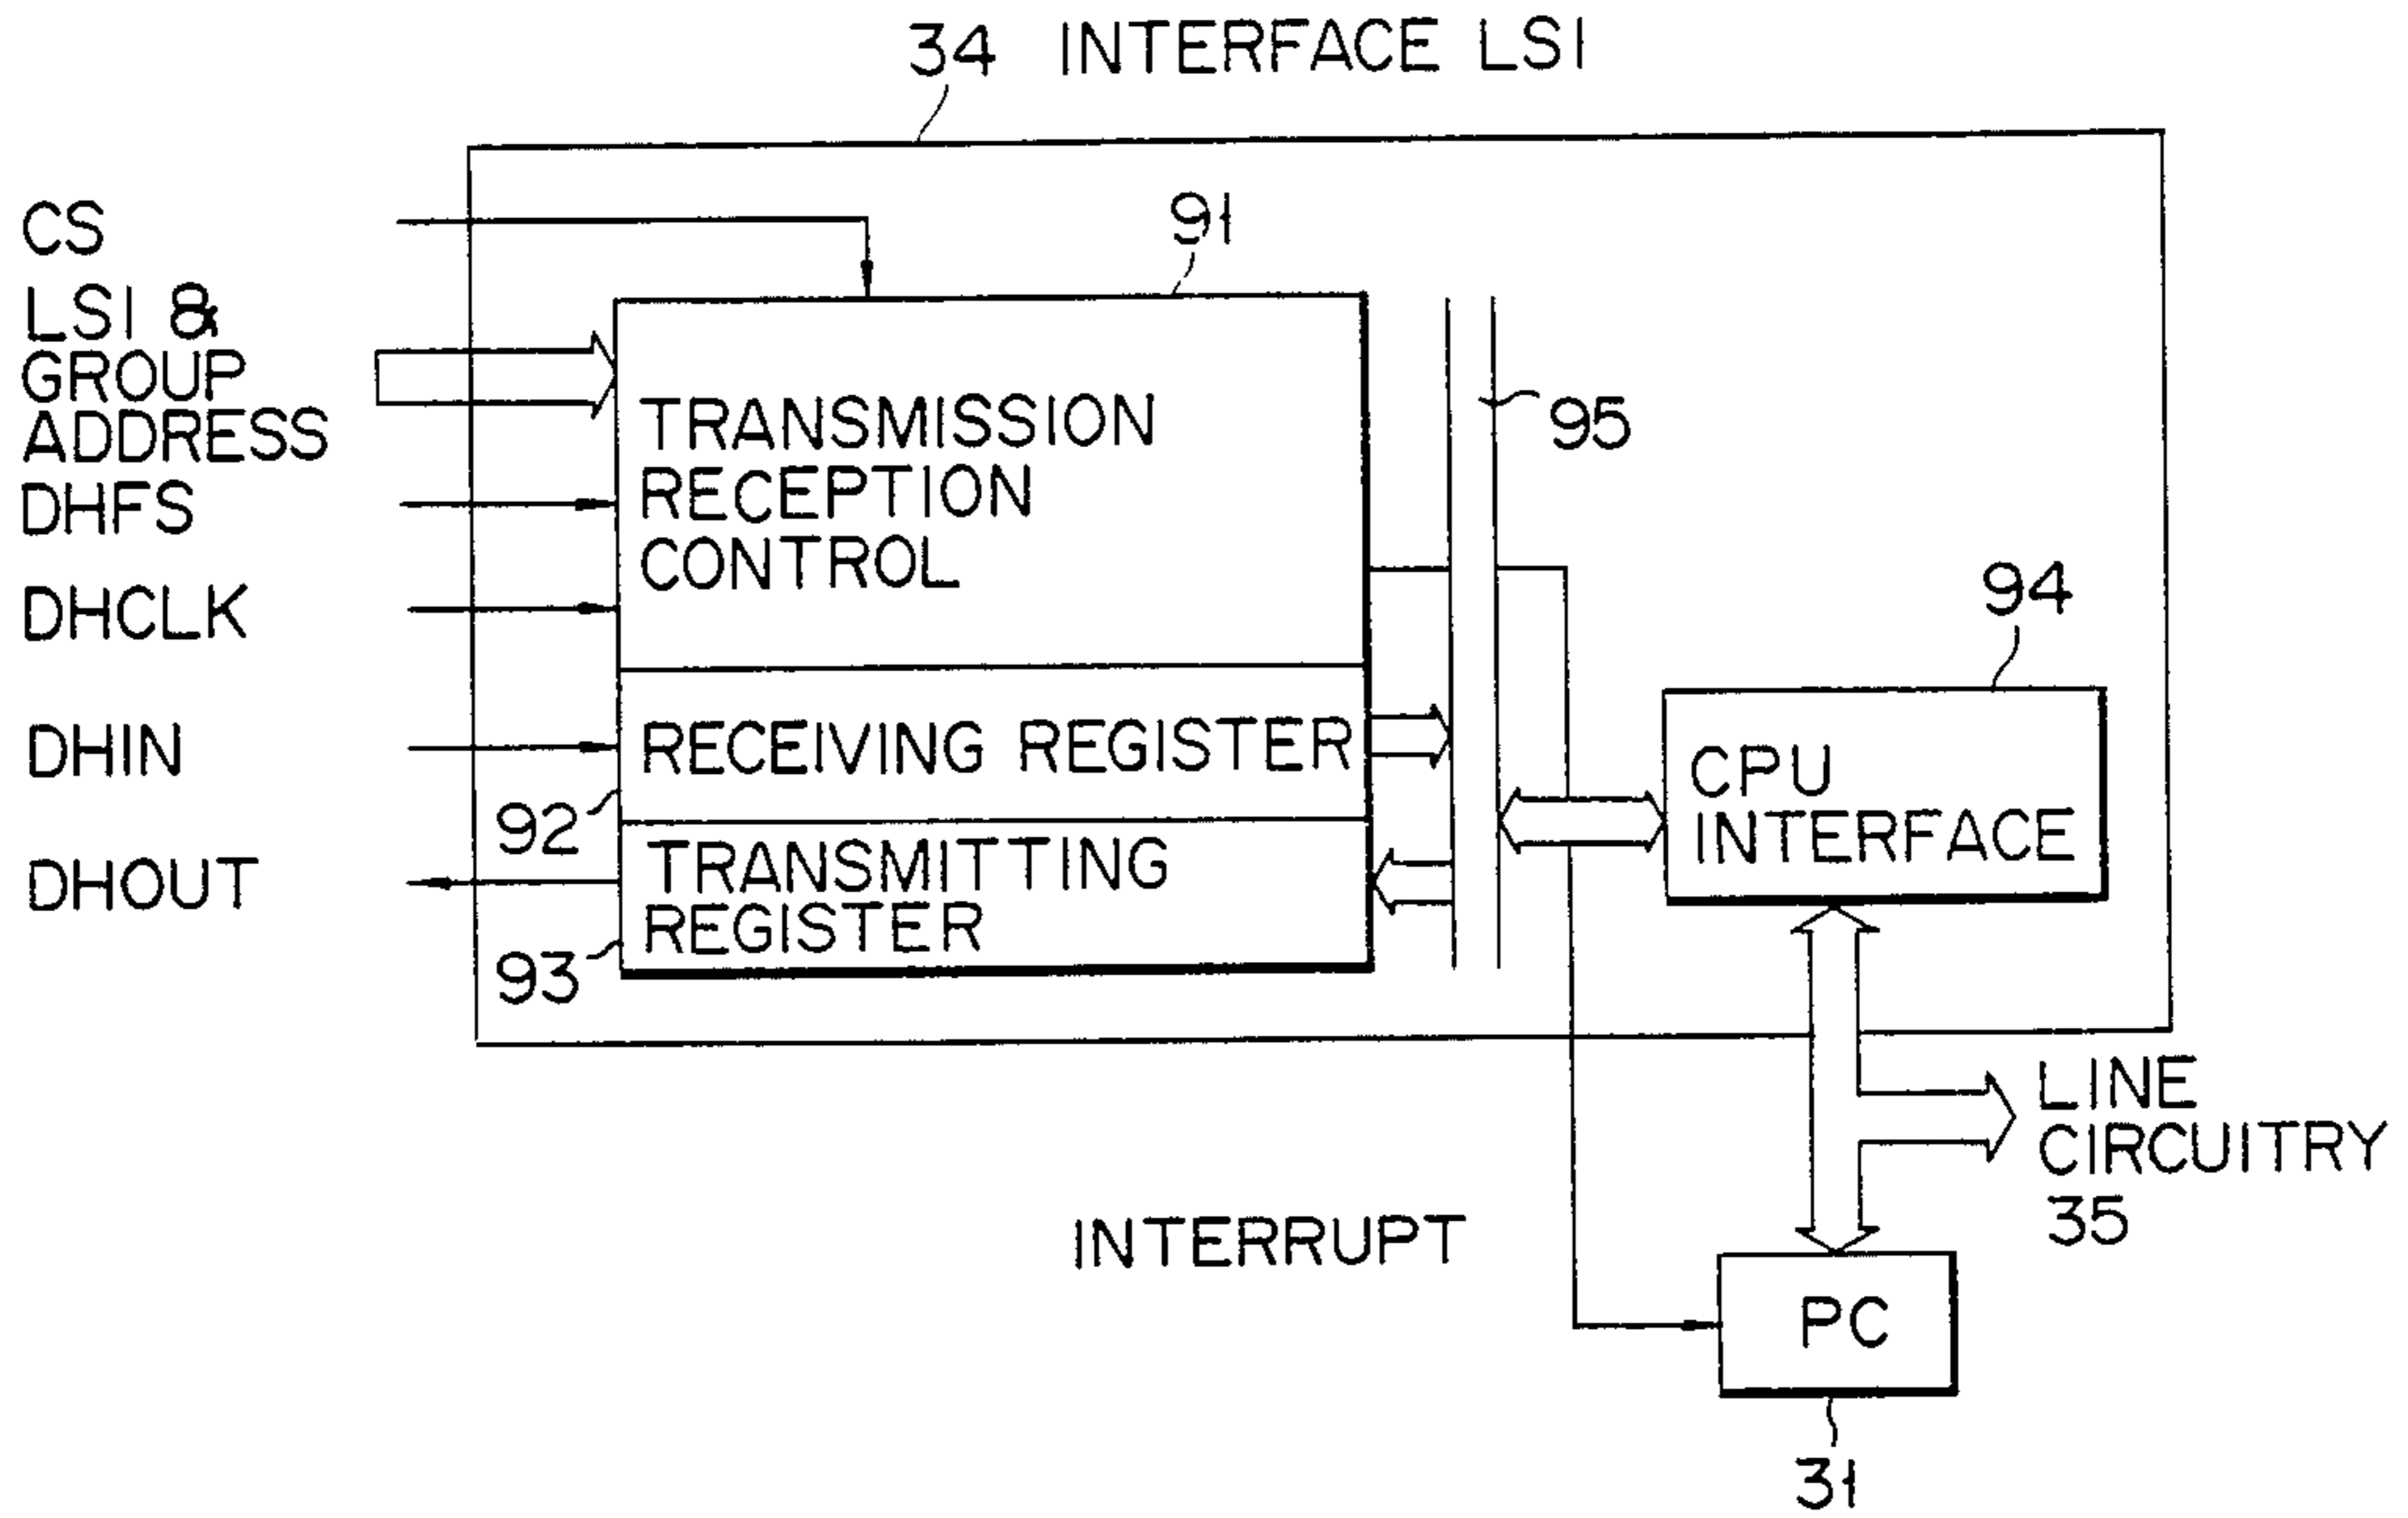 34 INTERFACE LSI
CS
91
LSI &
GROUP
ADDRESS
95
TRANSMISSION
RECEPTION
CONTROL
DHFS
DHCLK
94
DHIN
RECEIVING REGISTER
CPU
INTERFACE
92
DHOUT
TRANSMITTING
REGISTER
93
LINE
CIRCUITRY
35
INTERRUPT
PC
31